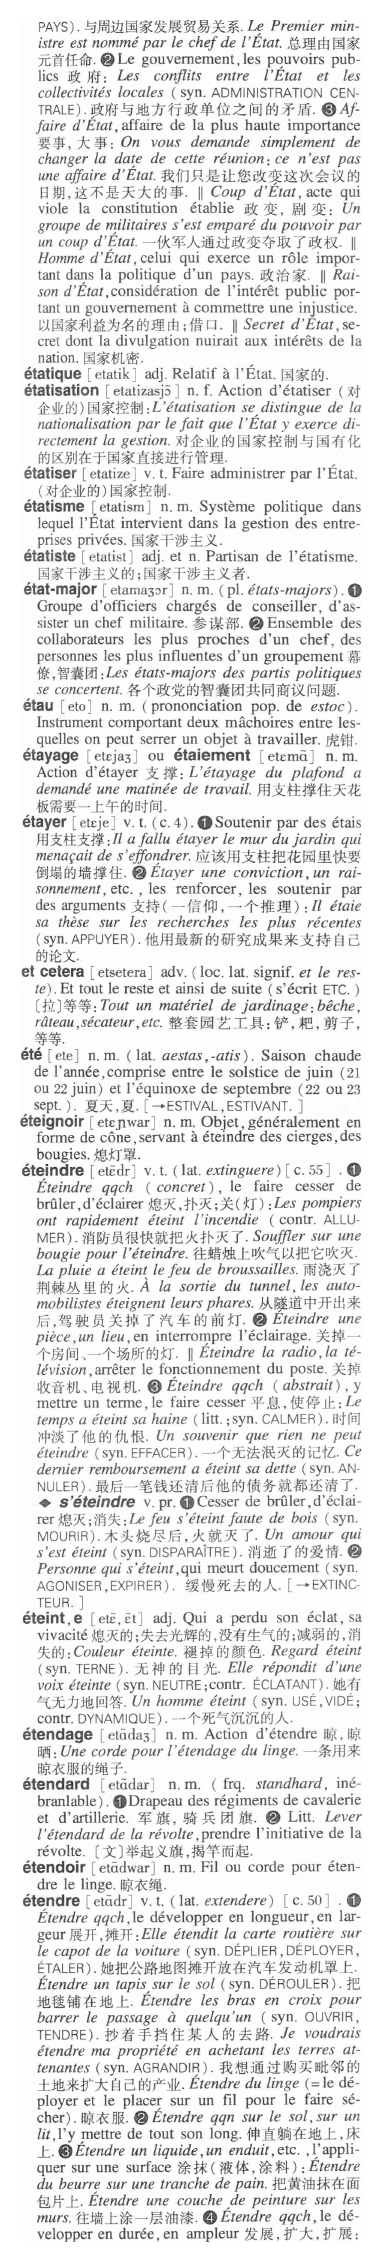 PAYS). 与周边国家发展贸易关系. Le Premier min-
istre est nommé par le chef de l'État. 总理由国家
元首任命. ❷ Le gouvernement, les pouvoirs pub-
lics 政府: Les conflits entre l'État et les
collectivités locales (syn. ADMINISTRATION CEN-
TRALE). 政府与地方行政单位之间的矛盾. ❸ Af-
faire d'État, affaire de la plus haute importance
要事, 大事: On vous demande simplement de
changer la date de cette réunion: ce n'est pas
une affaire d'État. 我们只是让您改变这次会议的
日期,这不是天大的事. ‖ Coup d'État, acte qui
viole la constitution établie 政变, 剧变: Un
groupe de militaires s'est emparé du pouvoir par
un coup d'État. 一伙军人通过政变夺取了政权. ‖
Homme d'État, celui qui exerce un rôle impor-
tant dans la politique d'un pays. 政治家. ‖ Rai-
son d'État, considération de l'intérêt public por-
tant un gouvernement à commettre une injustice.
以国家利益为名的理由;借口. ‖ Secret d'État, se-
cret dont la divulgation nuirait aux intérêts de la
nation. 国家机密.
étatique [etatik] adj. Relatif à l'État. 国家的.
étatisation [etatizasjɔ̃] n. f. Action d'étatiser (对
企业的)国家控制: L'étatisation se distingue de la
nationalisation par le fait que l'État y exerce di-
rectement la gestion. 对企业的国家控制与国有化
的区别在于国家直接进行管理.
étatiser [etatize] v. t. Faire administrer par l'État.
(对企业的)国家控制.
étatisme [etatism] n. m. Système politique dans
lequel l'État intervient dans la gestion des entre-
prises privées. 国家干涉主义.
étatiste [etatist] adj. et n. Partisan de l'étatisme.
国家干涉主义的;国家干涉主义者.
état-major [etamaʒɔr] n. m. (pl. états-majors). ❶
Groupe d'officiers chargés de conseiller, d'as-
sister un chef militaire. 参谋部. ❷ Ensemble des
collaborateurs les plus proches d'un chef, des
personnes les plus influentes d'un groupement 幕
僚,智囊团: Les états-majors des partis politiques
se concertent. 各个政党的智囊团共同商议问题.
étau [eto] n. m. (prononciation pop. de estoc).
Instrument comportant deux mâchoires entre les-
quelles on peut serrer un objet à travailler. 虎钳.
étayage [etɛjaʒ] ou étaiement [etɛmɑ̃] n. m.
Action d'étayer 支撑: L'étayage du plafond a
demandé une matinée de travail. 用支柱撑住天花
板需要一上午的时间.
étayer [etɛje] v. t. (c. 4). ❶ Soutenir par des étais
用支柱支撑: Il a fallu étayer le mur du jardin qui
menaçait de s'effondrer. 应该用支柱把花园里快要
倒塌的墙撑住. ❷ Étayer une conviction, un rai-
sonnement, etc., les renforcer, les soutenir par
des arguments 支持(一信仰,一个推理): Il étaie
sa thèse sur les recherches les plus récentes
(syn. APPUYER). 他用最新的研究成果来支持自己
的论文.
et cetera [etsetera] adv. (loc. lat. signif. et le res-
te). Et tout le reste et ainsi de suite (s'écrit ETC.)
〔拉〕等等: Tout un matériel de jardinage: bêche,
râteau, sécateur, etc. 整套园艺工具:铲,耙,剪子,
等等.
été [ete] n. m. (lat. aestas, -atis). Saison chaude
de l'année, comprise entre le solstice de juin (21
ou 22 juin) et l'équinoxe de septembre (22 ou 23
sept.). 夏天,夏. [→ESTIVAL, ESTIVANT.]
éteignoir [etɛɲwar] n. m. Objet, généralement en
forme de cône, servant à éteindre des cierges, des
bougies. 熄灯罩.
éteindre [etɛ̃dr] v. t. (lat. extinguere) [c. 55]. ❶
Éteindre qqch (concret), le faire cesser de
brûler, d'éclairer 熄灭,扑灭;关(灯): Les pompiers
ont rapidement éteint l'incendie (contr. ALLU-
MER). 消防员很快就把火扑灭了. Souffler sur une
bougie pour l'éteindre. 往蜡烛上吹气以把它吹灭.
La pluie a éteint le feu de broussailles. 雨浇灭了
荆棘丛里的火. À la sortie du tunnel, les auto-
mobilistes éteignent leurs phares. 从隧道中开出来
后,驾驶员关掉了汽车的前灯. ❷ Éteindre une
pièce, un lieu, en interrompre l'éclairage. 关掉一
个房间、一个场所的灯. ‖ Éteindre la radio, la té-
lévision, arrêter le fonctionnement du poste. 关掉
收音机、电视机. ❸ Éteindre qqch (abstrait), y
mettre un terme, le faire cesser 平息,使停止: Le
temps a éteint sa haine (litt.; syn. CALMER). 时间
冲淡了他的仇恨. Un souvenir que rien ne peut
éteindre (syn. EFFACER). 一个无法泯灭的记忆. Ce
dernier remboursement a éteint sa dette (syn. AN-
NULER). 最后一笔钱还清后他的债务就都还清了.
◆ s'éteindre v. pr. ❶ Cesser de brûler, d'éclai-
rer 熄灭;消失: Le feu s'éteint faute de bois (syn.
MOURIR). 木头烧尽后,火就灭了. Un amour qui
s'est éteint (syn. DISPARAÎTRE). 消逝了的爱情. ❷
Personne qui s'éteint, qui meurt doucement (syn.
AGONISER, EXPIRER). 缓慢死去的人. [→EXTINC-
TEUR.]
éteint, e [etɛ̃, ɛ̃t] adj. Qui a perdu son éclat, sa
vivacité 熄灭的;失去光辉的,没有生气的;减弱的,消
失的: Couleur éteinte. 褪掉的颜色. Regard éteint
(syn. TERNE). 无神的目光. Elle répondit d'une
voix éteinte (syn. NEUTRE; contr. ÉCLATANT). 她有
气无力地回答. Un homme éteint (syn. USÉ, VIDÉ;
contr. DYNAMIQUE). 一个死气沉沉的人.
étendage [etɑ̃daʒ] n. m. Action d'étendre 晾,晾
晒: Une corde pour l'étendage du linge. 一条用来
晾衣服的绳子.
étendard [etɑ̃dar] n. m. (frq. standhard, iné-
branlable). ❶ Drapeau des régiments de cavalerie
et d'artillerie. 军旗, 骑兵团旗. ❷ Litt. Lever
l'étendard de la révolte, prendre l'initiative de la
révolte. 〔文〕举起义旗,揭竿而起.
étendoir [etɑ̃dwar] n. m. Fil ou corde pour éten-
dre le linge. 晾衣绳.
étendre [etɑ̃dr] v. t. (lat. extendere) [c. 50]. ❶
Étendre qqch, le développer en longueur, en lar-
geur 展开,摊开: Elle étendit la carte routière sur
le capot de la voiture (syn. DÉPLIER, DÉPLOYER,
ÉTALER). 她把公路地图摊开放在汽车发动机罩上.
Étendre un tapis sur le sol (syn. DÉROULER). 把
地毯铺在地上. Étendre les bras en croix pour
barrer le passage à quelqu'un (syn. OUVRIR,
TENDRE). 抄着手挡住某人的去路. Je voudrais
étendre ma propriété en achetant les terres at-
tenantes (syn. AGRANDIR). 我想通过购买毗邻的
土地来扩大自己的产业. Étendre du linge (= le dé-
ployer et le placer sur un fil pour le faire sé-
cher). 晾衣服. ❷ Étendre qqn sur le sol, sur un
lit, l'y mettre de tout son long. 伸直躺在地上,床
上. ❸ Étendre un liquide, un enduit, etc., l'appli-
quer sur une surface 涂抹(液体,涂料): Étendre
du beurre sur une tranche de pain. 把黄油抹在面
包片上. Étendre une couche de peinture sur les
murs. 往墙上涂一层油漆. ❹ Étendre qqch, le dé-
velopper en durée, en ampleur 发展,扩大,扩展: